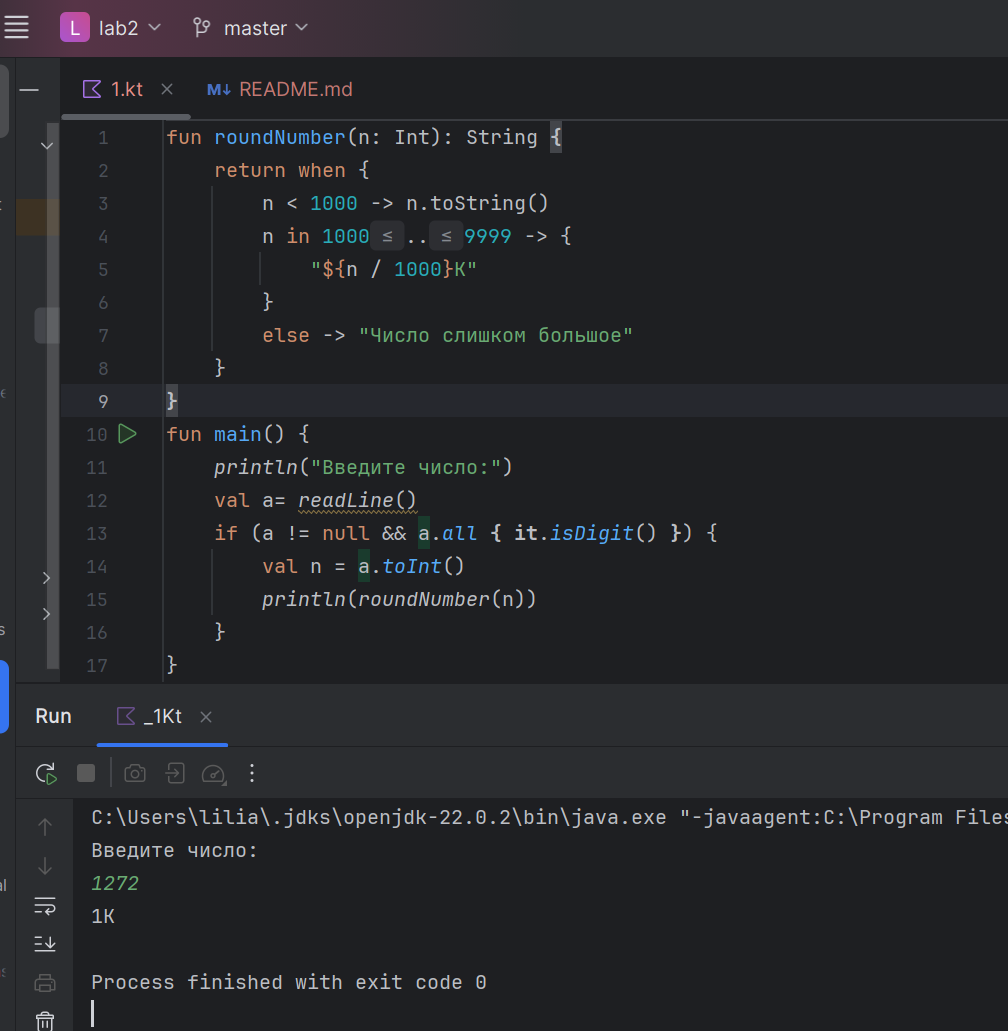 L lab2 master
1.kt README.md
1 fun roundNumber(n: Int): String {
2 return when {
3 n < 1000 -> n.toString()
4 n in 1000 ≤ .. ≤ 9999 -> {
5 "${n / 1000}K"
6 }
7 else -> "Число слишком большое"
8 }
9 }
10 fun main() {
11 println("Введите число:")
12 val a= readLine()
13 if (a != null && a.all { it.isDigit() }) {
14 val n = a.toInt()
15 println(roundNumber(n))
16 }
17 }
Run _1Kt
C:\Users\lilia\.jdks\openjdk-22.0.2\bin\java.exe "-javaagent:C:\Program Files
Введите число:
1272
1K
Process finished with exit code 0